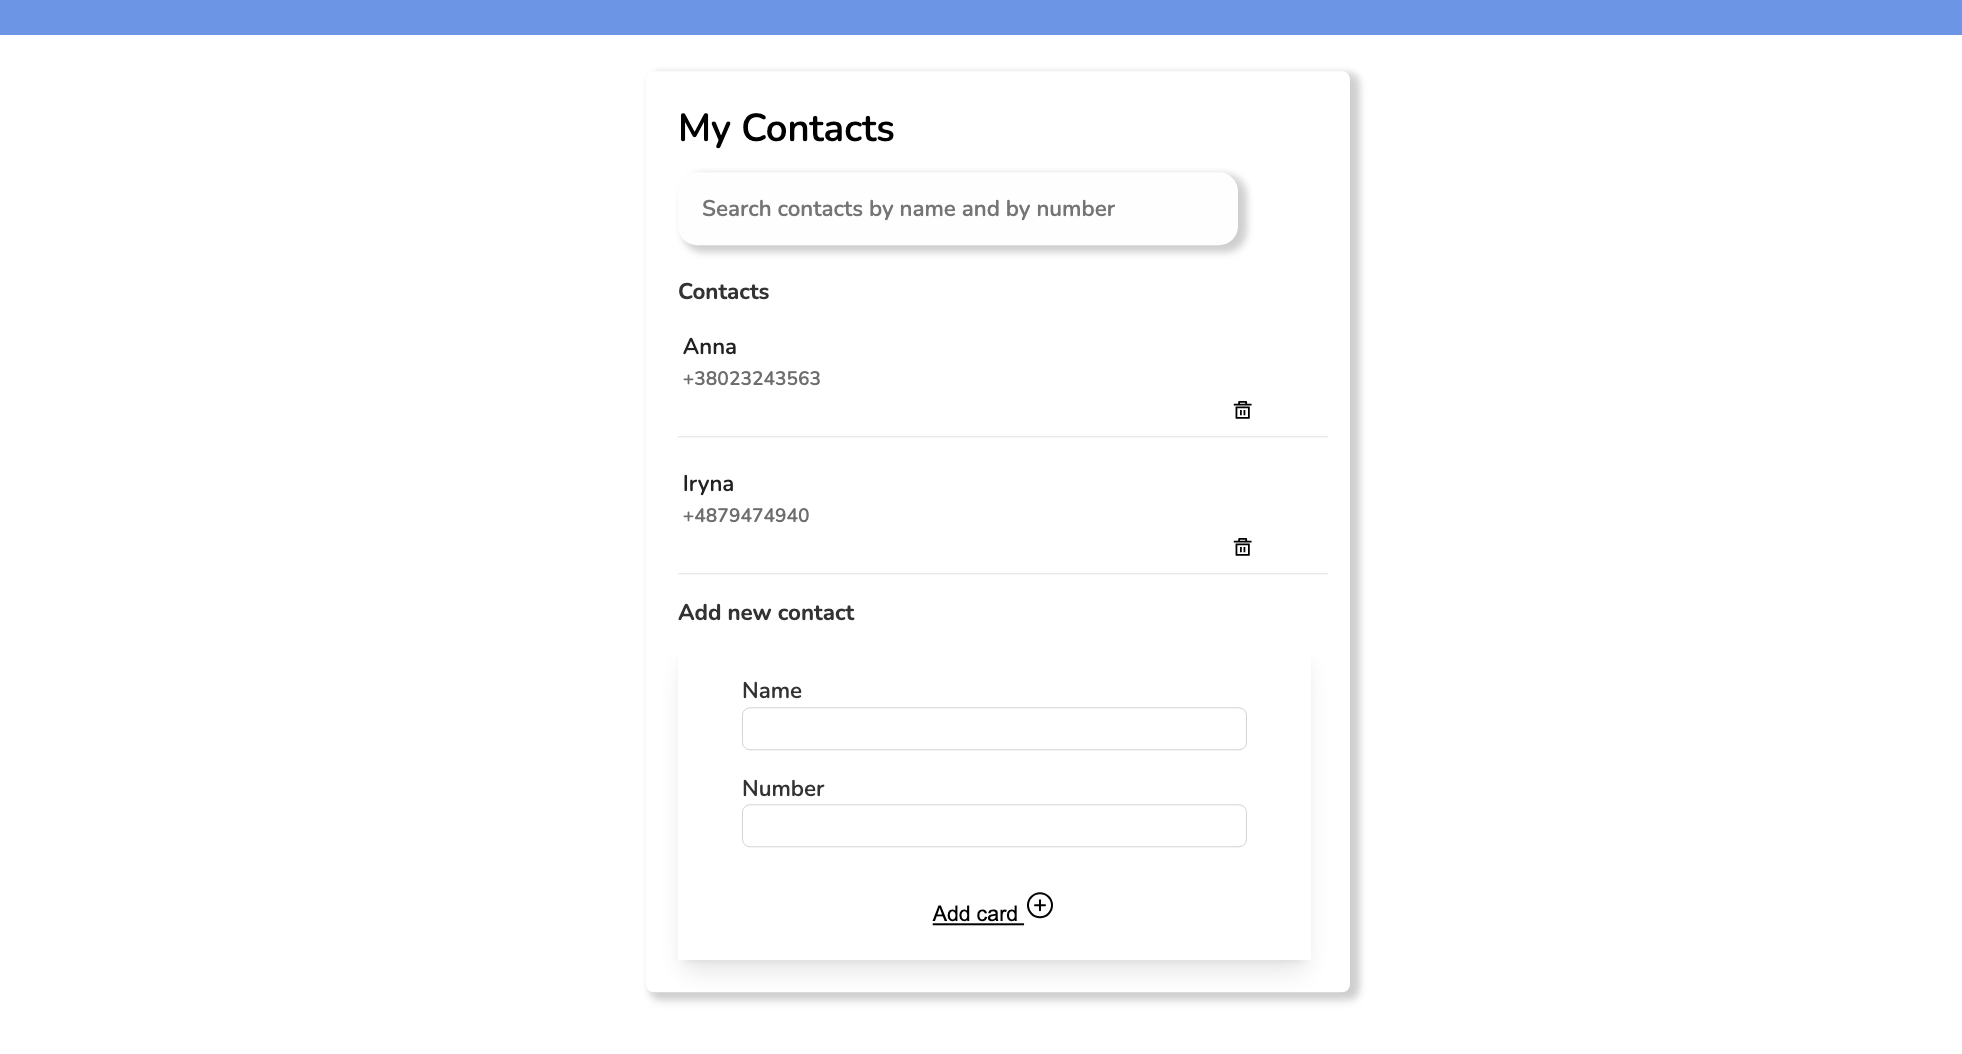 My Contacts
Search contacts by name and by number
Contacts
Anna
+38023243563
Iryna
+4879474940
Add new contact
Name
Number
Add card